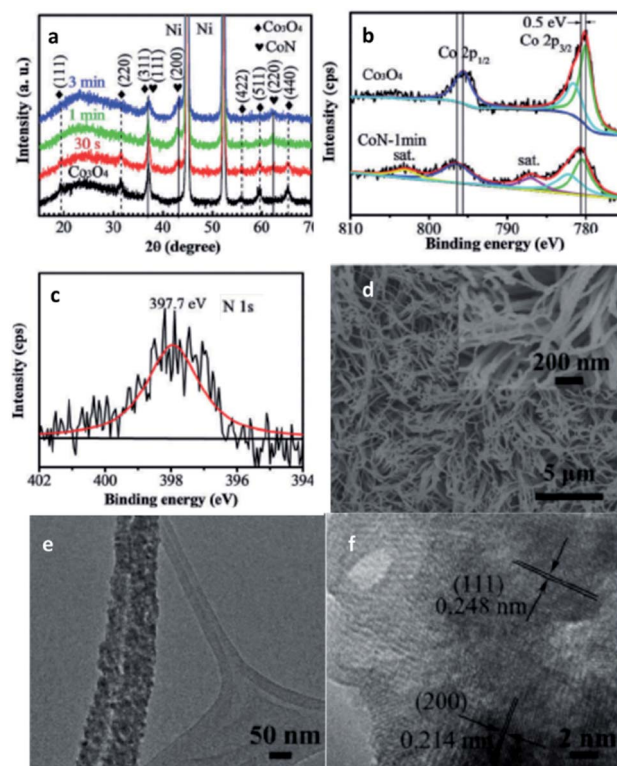 a
Ni Ni
♦ Co₃O₄
♥ CoN
(111)
(220)
(311)
(111)
(200)
(422)
(511)
(220)
(440)
3 min
1 min
30 s
Co₃O₄
Intensity (a. u.)
20 30 40 50 60 70
2θ (degree)
b
0.5 eV
Co 2p1/2
Co 2p3/2
Co₃O₄
CoN-1min
sat.
sat.
Intensity (cps)
810 800 790 780
Binding energy (eV)
c
397.7 eV
N 1s
Intensity (cps)
402 400 398 396 394
Binding energy (eV)
d
200 nm
5 μm
e
50 nm
f
(111)
0.248 nm
(200)
0.214 nm
2 nm